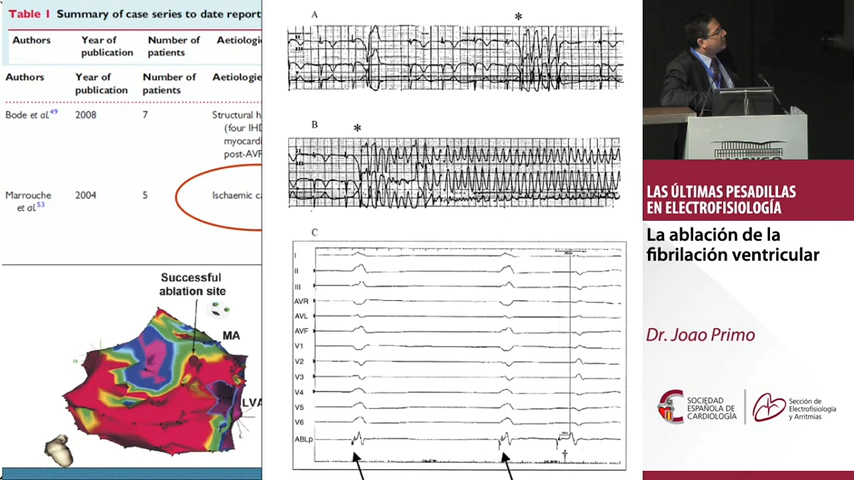 Table 1 Summary of case series to date report
Authors Year of publication Number of patients Aetiologie
Authors Year of publication Number of patients Aetiologie
Bode et al.49 2008 7 Structural h
(four IHD
myocardi
post-AVR
Marrouche et al.53 2004 5 Ischaemic ca
Successful
ablation site
MA
LVA
A
*
B
*
C
I
II
III
AVR
AVL
AVF
V1
V2
V3
V4
V5
V6
ABLp
†
LAS ÚLTIMAS PESADILLAS
EN ELECTROFISIOLOGÍA
La ablación de la
fibrilación ventricular
Dr. Joao Primo
SOCIEDAD
ESPAÑOLA DE
CARDIOLOGÍA
Sección de
Electrofisiología
y Arritmias